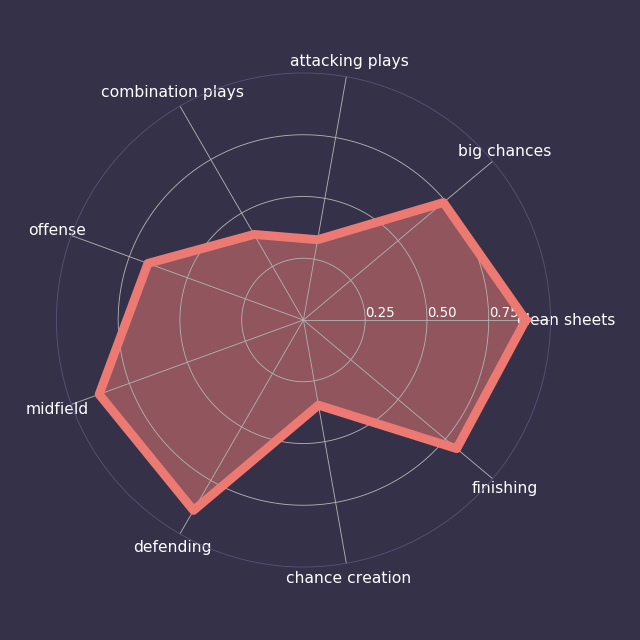 attacking plays
combination plays
big chances
offense
0.25
0.50
0.75
clean sheets
midfield
finishing
defending
chance creation